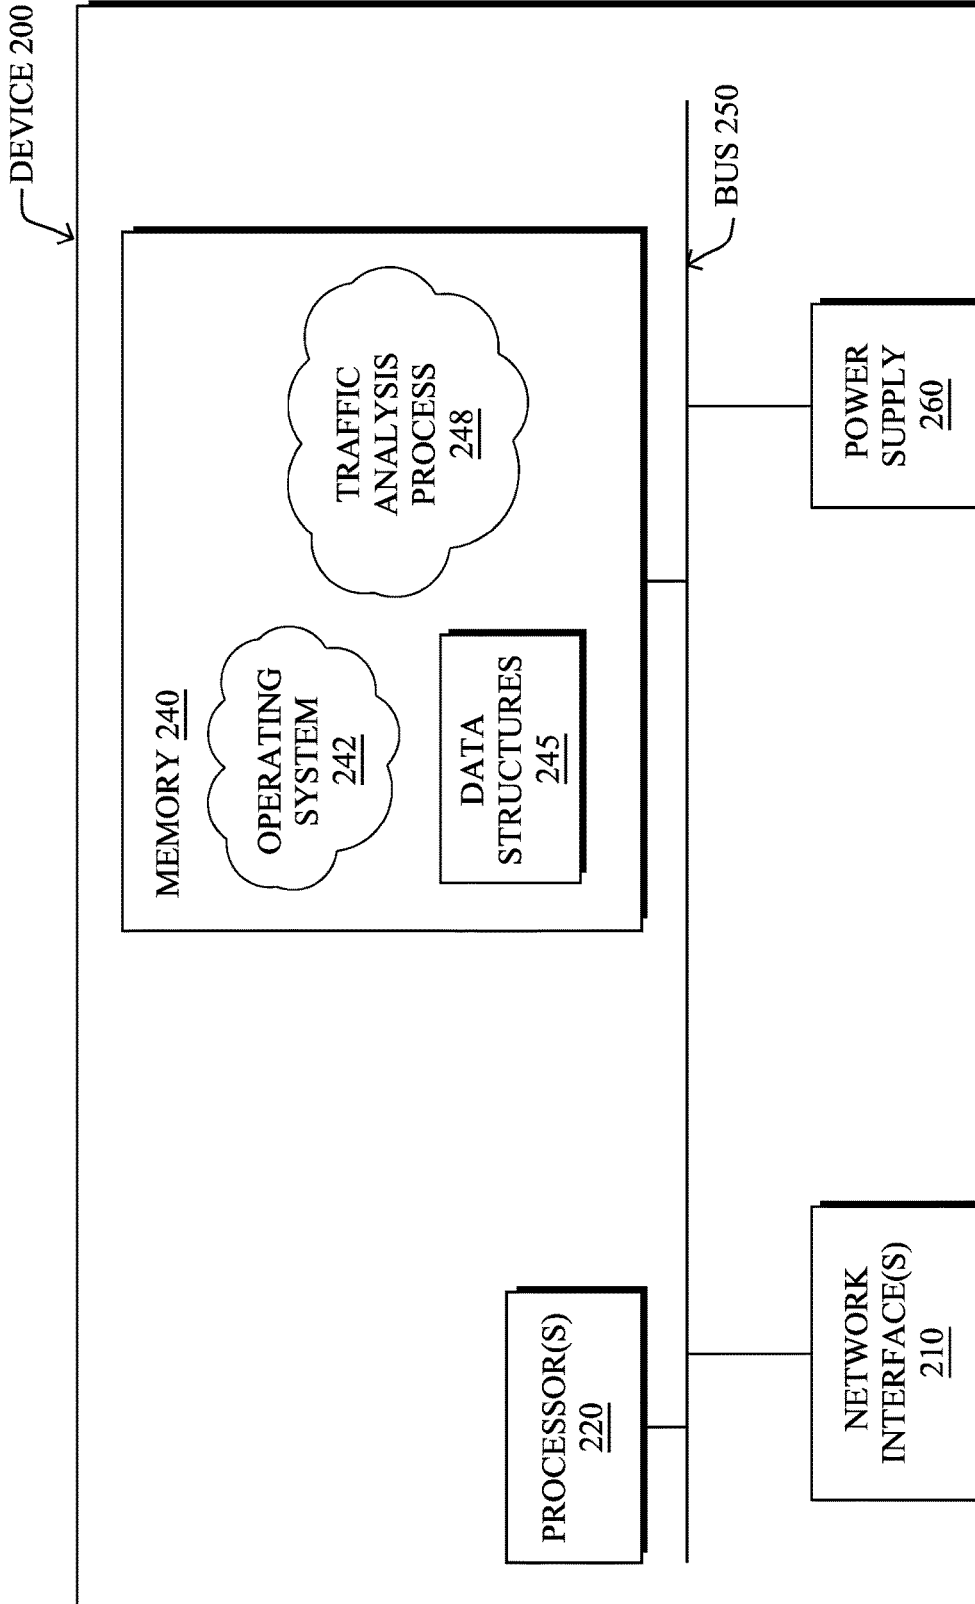 DEVICE 200
MEMORY 240
OPERATING
SYSTEM
242
TRAFFIC
ANALYSIS
PROCESS
248
DATA
STRUCTURES
245
PROCESSOR(S)
220
BUS 250
NETWORK
INTERFACE(S)
210
POWER
SUPPLY
260